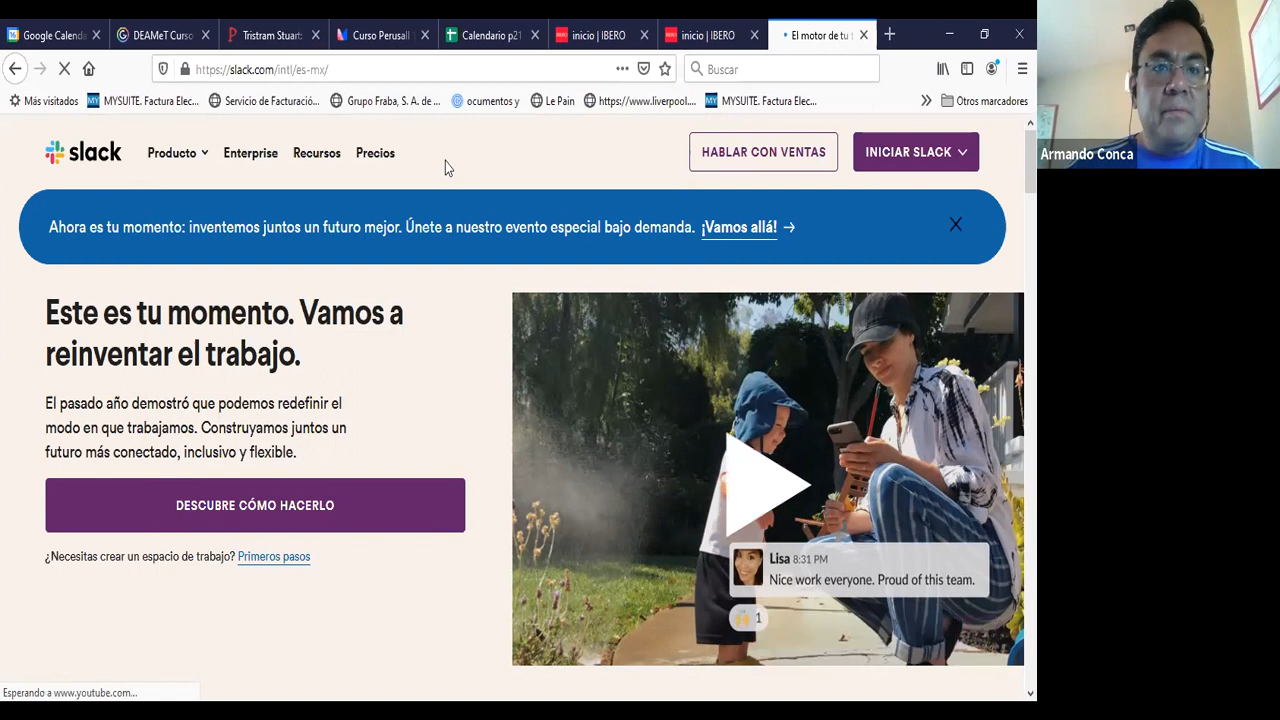 Google Calenda
DEAMeT Curso
Tristram Stuart
Curso Perusall
Calendario p21
inicio | IBERO
inicio | IBERO
El motor de tu t
https://slack.com/intl/es-mx/
Buscar
Más visitados
MYSUITE. Factura Elec...
Servicio de Facturació...
Grupo Fraba, S. A. de ...
ocumentos y
Le Pain
https://www.liverpool....
MYSUITE. Factura Elec...
Otros marcadores
slack
Producto
Enterprise
Recursos
Precios
HABLAR CON VENTAS
INICIAR SLACK
Ahora es tu momento: inventemos juntos un futuro mejor. Únete a nuestro evento especial bajo demanda. ¡Vamos allá! →
Este es tu momento. Vamos a
reinventar el trabajo.
El pasado año demostró que podemos redefinir el
modo en que trabajamos. Construyamos juntos un
futuro más conectado, inclusivo y flexible.
DESCUBRE CÓMO HACERLO
¿Necesitas crear un espacio de trabajo? Primeros pasos
Lisa 8:31 PM
Nice work everyone. Proud of this team.
1
Esperando a www.youtube.com...
Armando Conca